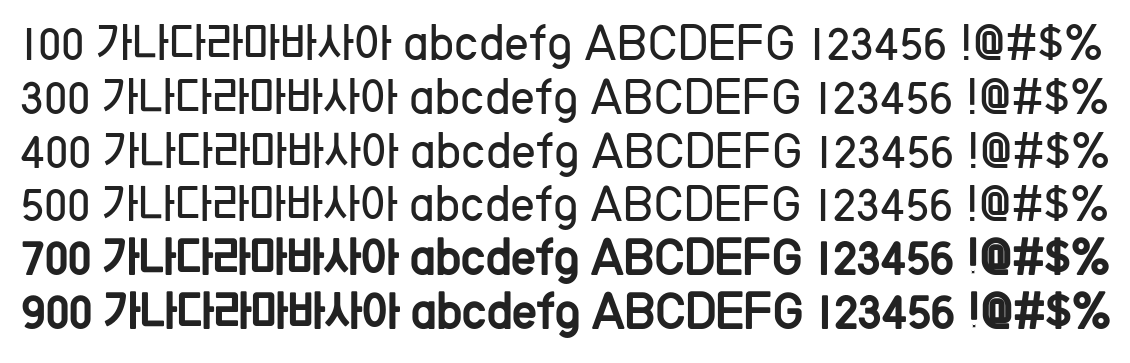 100 가나다라마바사아 abcdefg ABCDEFG 123456 !@#$%
300 가나다라마바사아 abcdefg ABCDEFG 123456 !@#$%
400 가나다라마바사아 abcdefg ABCDEFG 123456 !@#$%
500 가나다라마바사아 abcdefg ABCDEFG 123456 !@#$%
700 가나다라마바사아 abcdefg ABCDEFG 123456 !@#$%
900 가나다라마바사아 abcdefg ABCDEFG 123456 !@#$%